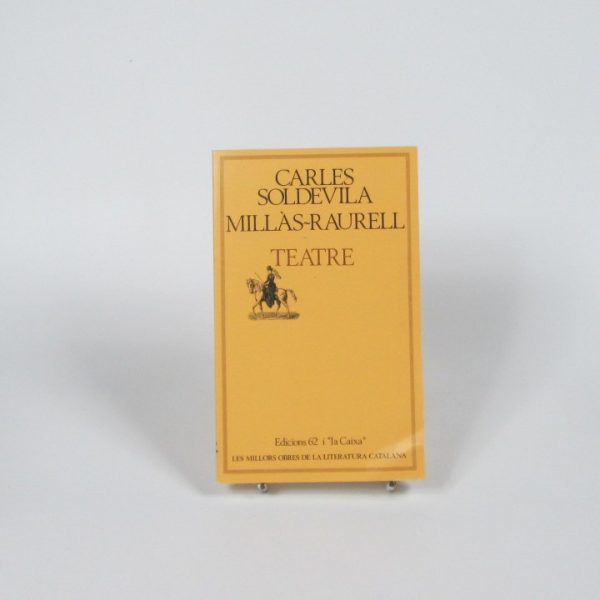 CARLES
SOLDEVILA
MILLÀS-RAURELL
TEATRE
Edicions 62 i "la Caixa"
LES MILLORS OBRES DE LA LITERATURA CATALANA